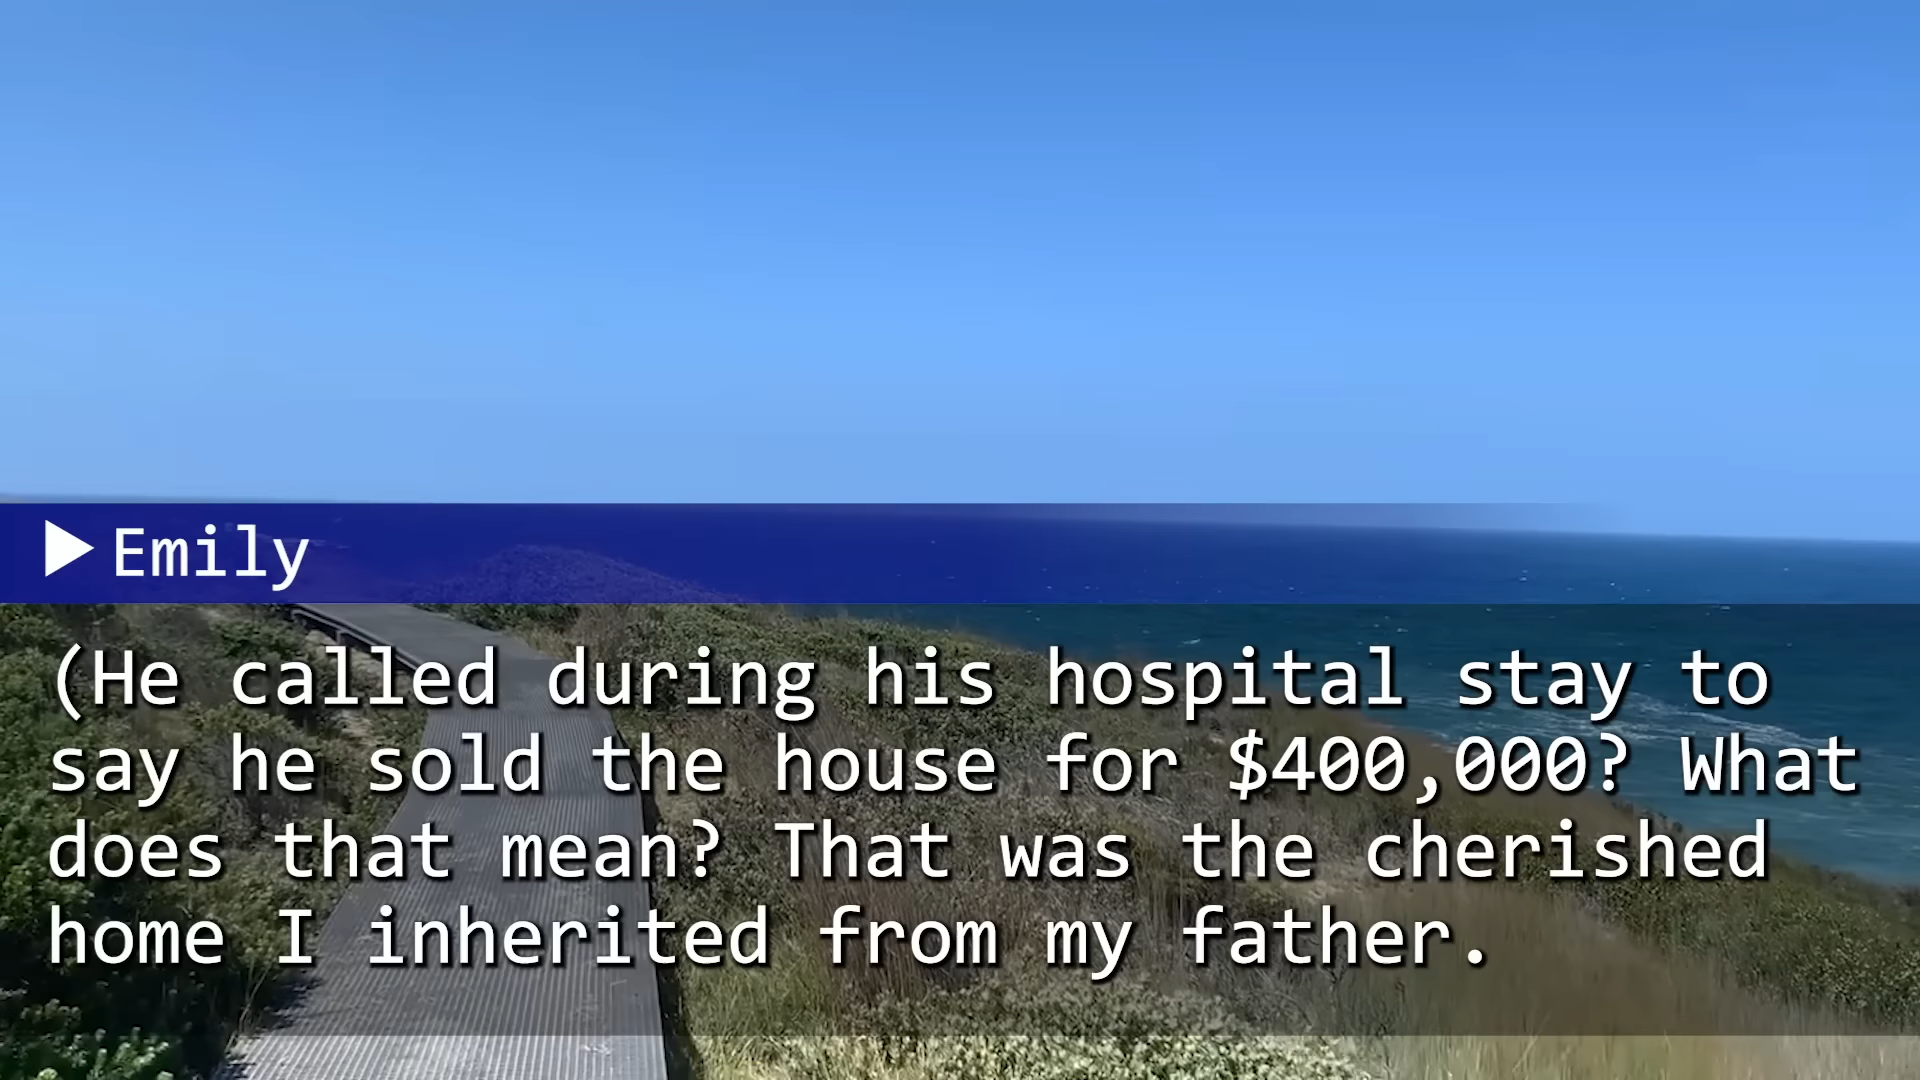 ▶ Emily
(He called during his hospital stay to
say he sold the house for $400,000? What
does that mean? That was the cherished
home I inherited from my father.